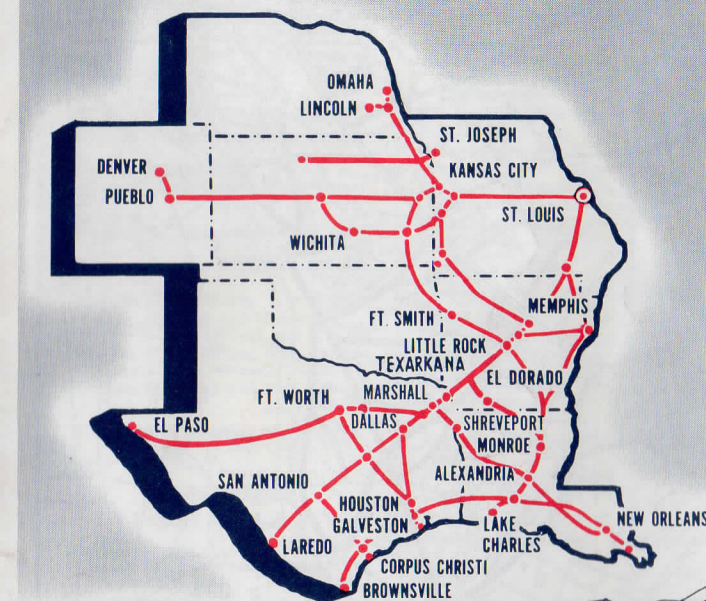 OMAHA
LINCOLN
ST. JOSEPH
DENVER
KANSAS CITY
PUEBLO
ST. LOUIS
WICHITA
MEMPHIS
FT. SMITH
LITTLE ROCK
TEXARKANA
EL DORADO
MARSHALL
FT. WORTH
EL PASO
DALLAS
SHREVEPORT
MONROE
ALEXANDRIA
SAN ANTONIO
HOUSTON
GALVESTON
NEW ORLEANS
LAKE
CHARLES
LAREDO
CORPUS CHRISTI
BROWNSVILLE